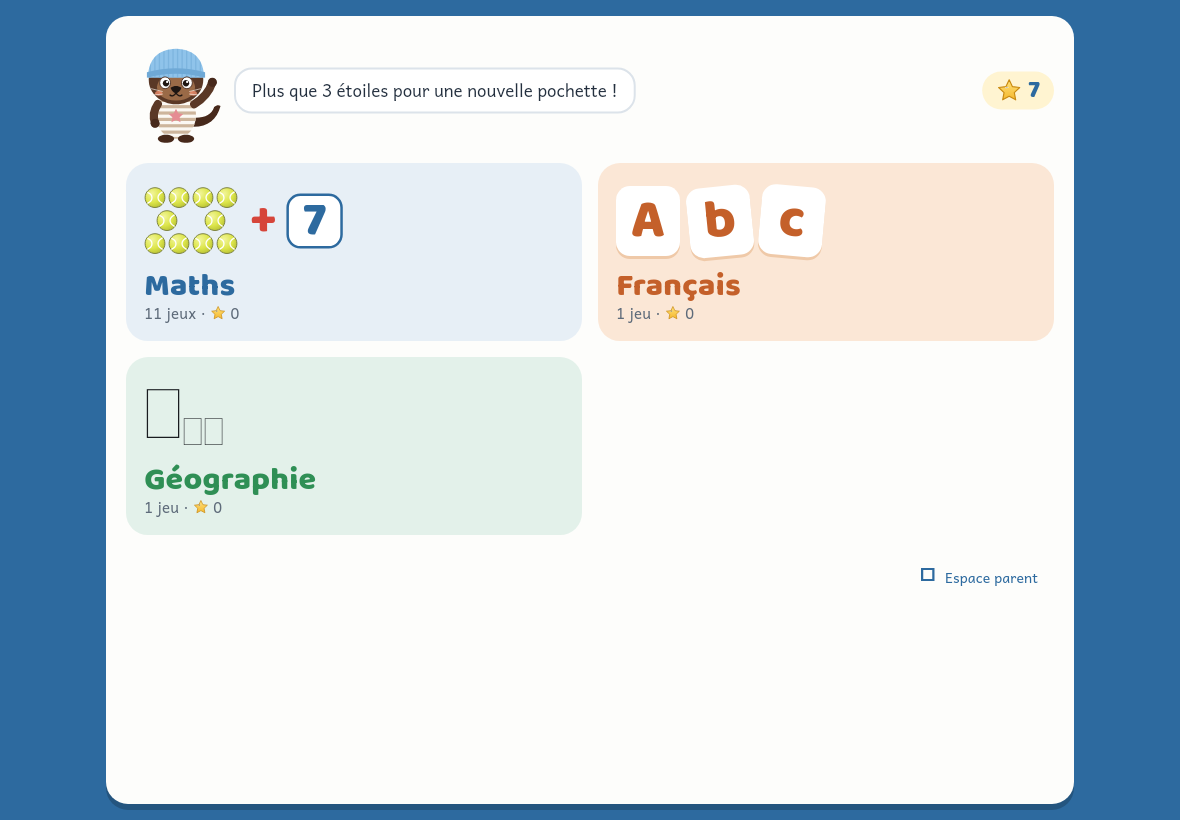 Plus que 3 étoiles pour une nouvelle pochette !
7
+ 7
Maths
11 jeux · 0
A b c
Français
1 jeu · 0
Géographie
1 jeu · 0
Espace parent